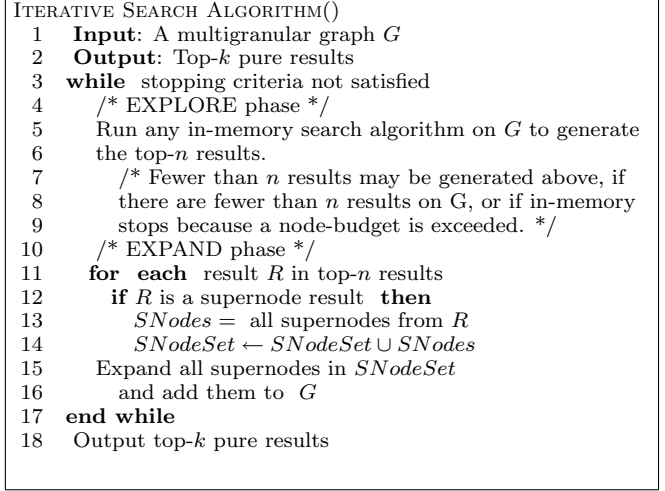 ITERATIVE SEARCH ALGORITHM()
1 Input: A multigranular graph G
2 Output: Top-k pure results
3 while stopping criteria not satisfied
4 /* EXPLORE phase */
5 Run any in-memory search algorithm on G to generate
6 the top-n results.
7 /* Fewer than n results may be generated above, if
8 there are fewer than n results on G, or if in-memory
9 stops because a node-budget is exceeded. */
10 /* EXPAND phase */
11 for each result R in top-n results
12 if R is a supernode result then
13 SNodes = all supernodes from R
14 SNodeSet ← SNodeSet ∪ SNodes
15 Expand all supernodes in SNodeSet
16 and add them to G
17 end while
18 Output top-k pure results